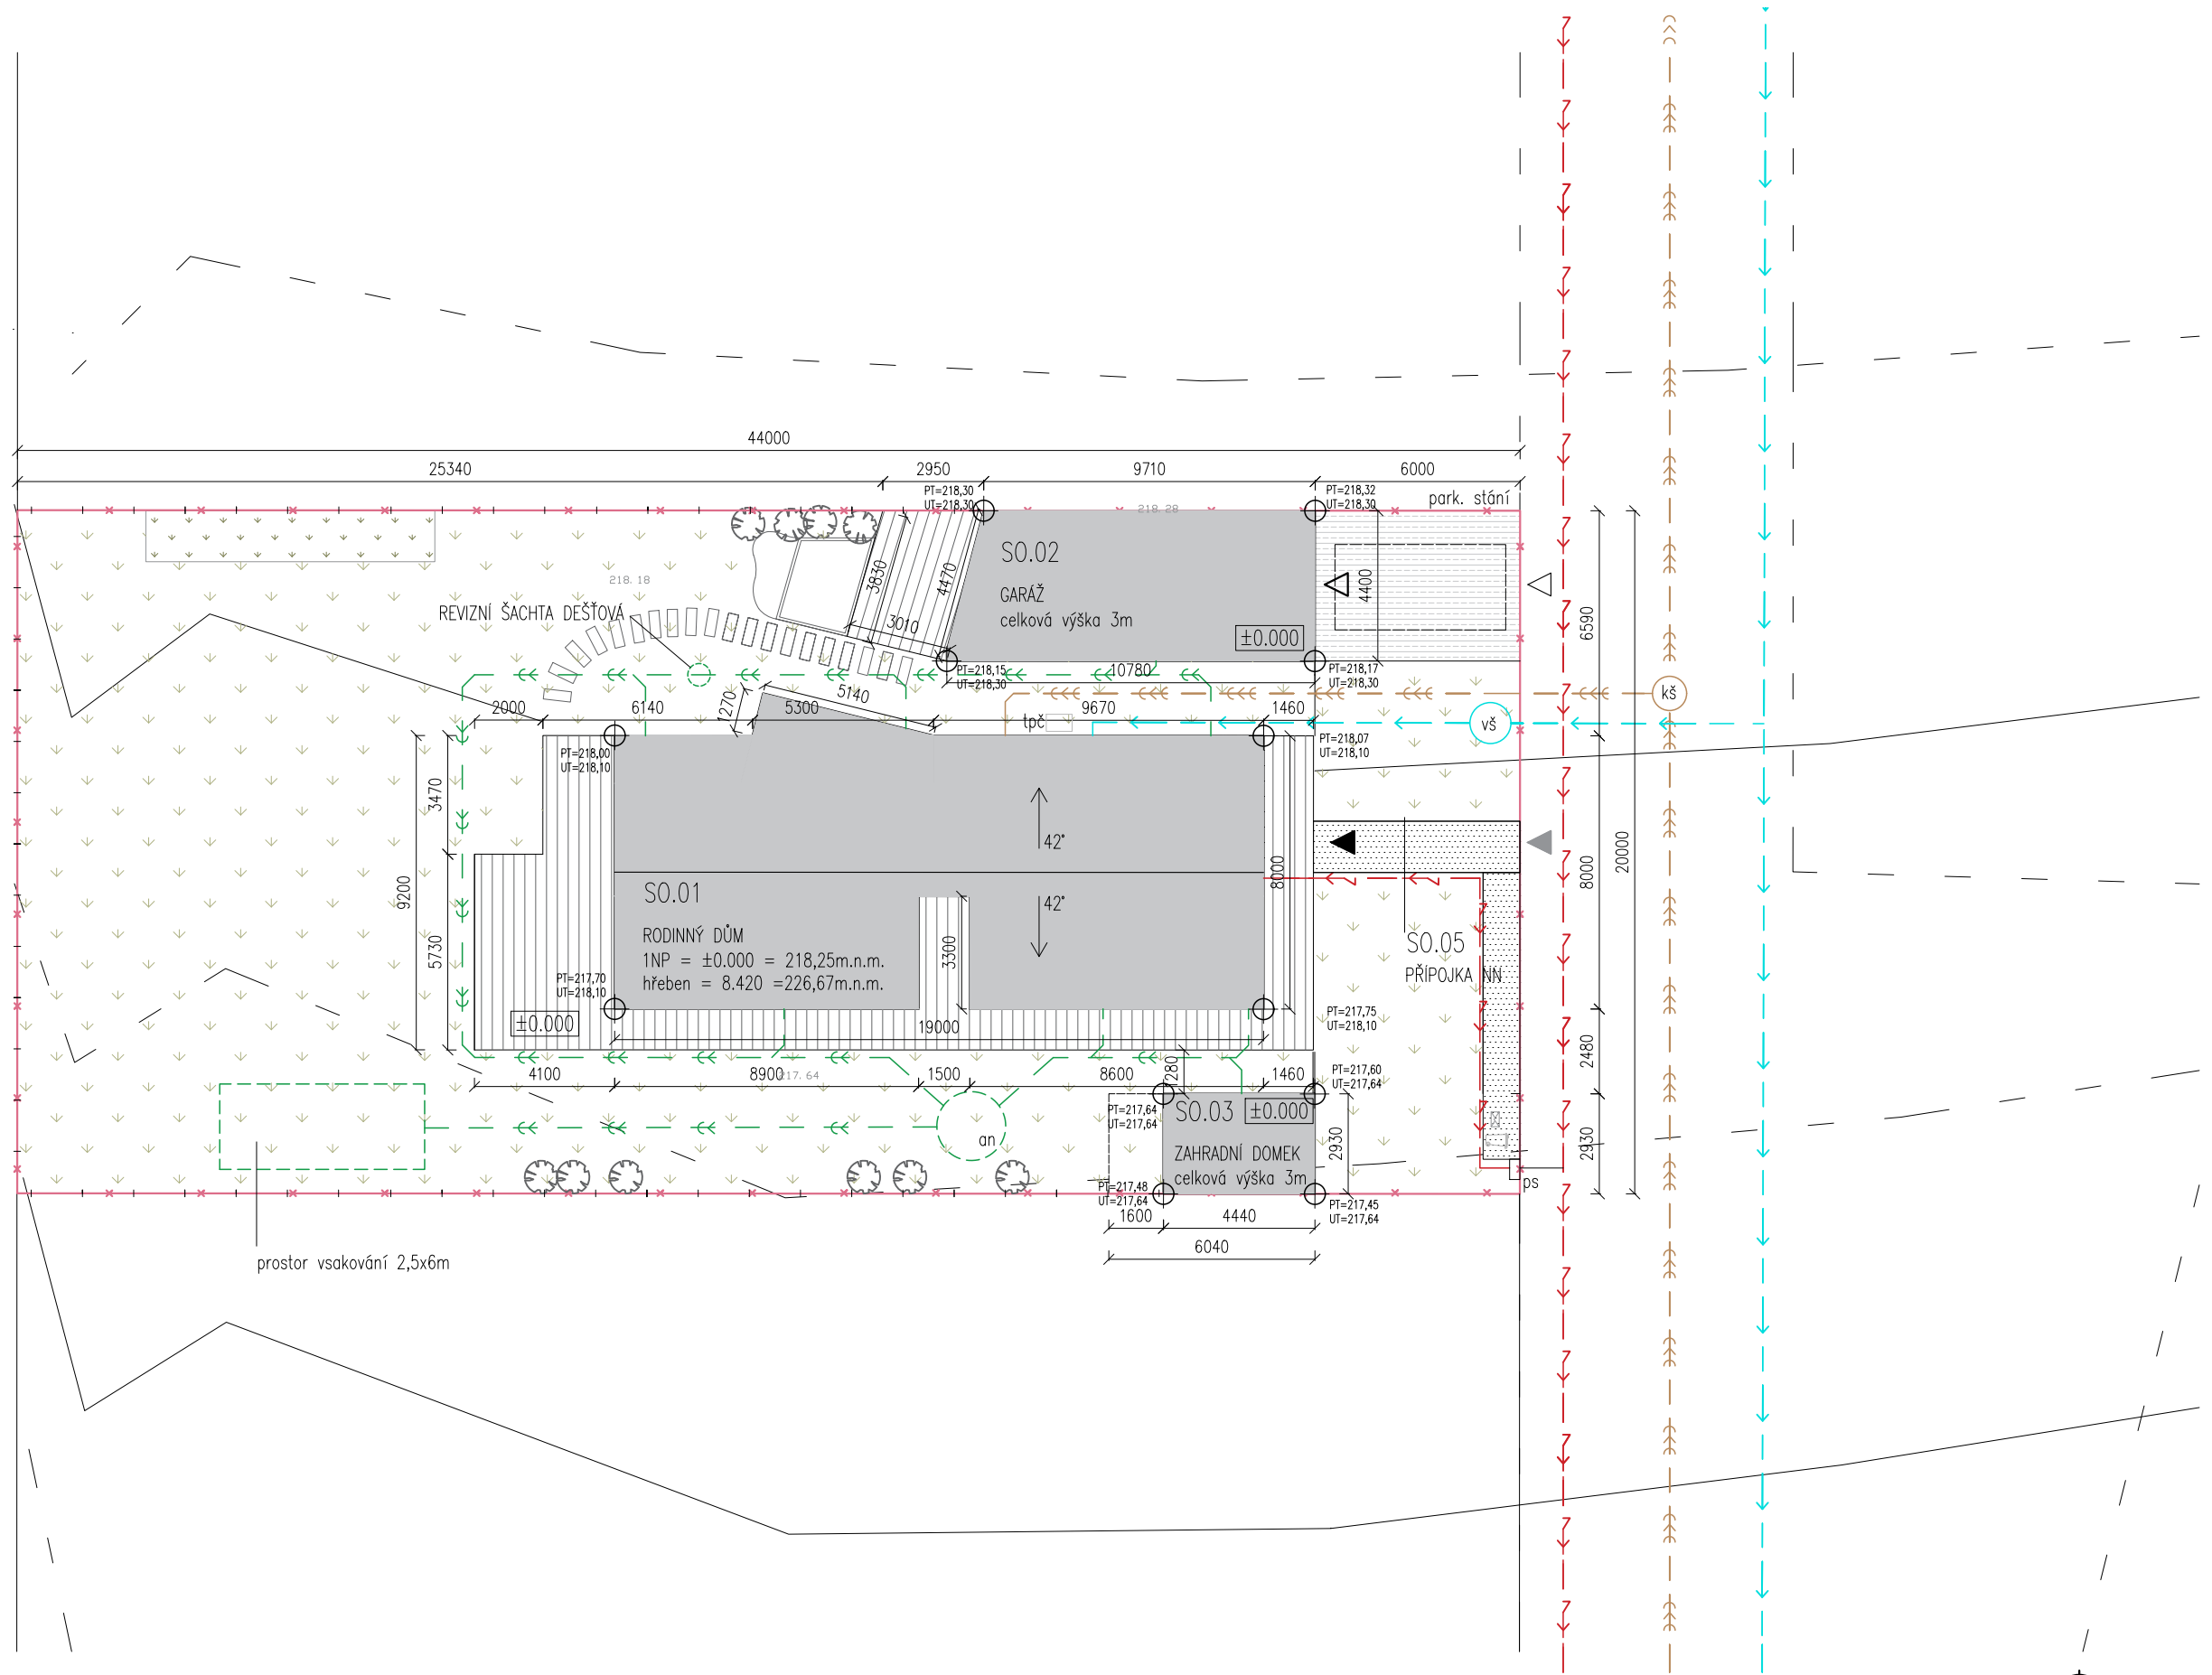 44000
25340
2950
9710
6000
PT=218,30
UT=218,30
PT=218,32
UT=218,30
park. stání
218.28
SO.02
GARÁŽ
celková výška 3m
±0.000
218.18
REVIZNÍ ŠACHTA DEŠŤOVÁ
3830
4470
3010
4400
6590
10780
PT=218,15
UT=218,30
PT=218,17
UT=218,30
kš
vš
tpč
1270
5140
2000
6140
5300
9670
1460
PT=218,00
UT=218,10
PT=218,07
UT=218,10
3470
9200
5730
42°
42°
8000
8000
20000
SO.01
RODINNÝ DŮM
1NP = ±0.000 = 218,25m.n.m.
hřeben = 8.420 =226,67m.n.m.
3300
SO.05
PŘÍPOJKA NN
PT=217,70
UT=218,10
±0.000
19000
PT=217,75
UT=218,10
2480
4100
8900
217.64
1500
8600
1280
1460
PT=217,60
UT=217,64
PT=217,64
UT=217,64
SO.03
±0.000
ZAHRADNÍ DOMEK
celková výška 3m
2930
2930
an
PT=217,48
UT=217,64
PT=217,45
UT=217,64
ps
1600
4440
6040
prostor vsakování 2,5x6m